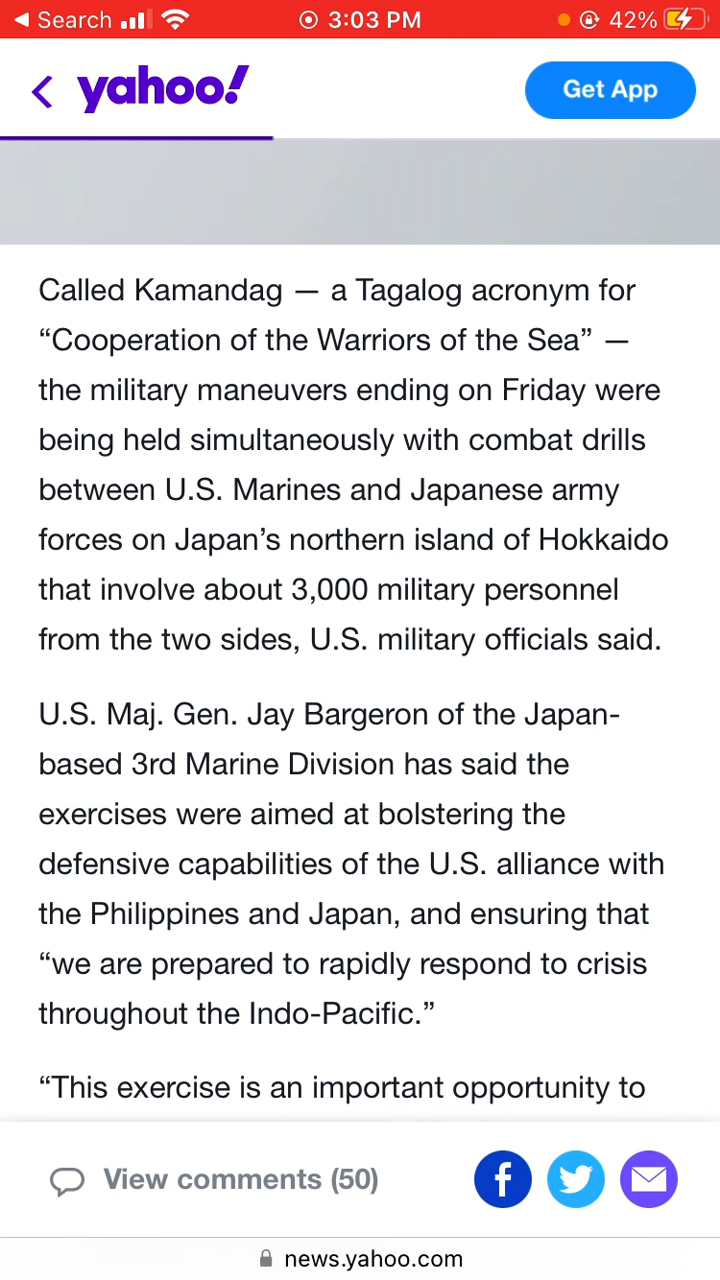 Search 3:03 PM 42%
yahoo! Get App
Called Kamandag — a Tagalog acronym for
“Cooperation of the Warriors of the Sea” —
the military maneuvers ending on Friday were
being held simultaneously with combat drills
between U.S. Marines and Japanese army
forces on Japan’s northern island of Hokkaido
that involve about 3,000 military personnel
from the two sides, U.S. military officials said.
U.S. Maj. Gen. Jay Bargeron of the Japan-
based 3rd Marine Division has said the
exercises were aimed at bolstering the
defensive capabilities of the U.S. alliance with
the Philippines and Japan, and ensuring that
“we are prepared to rapidly respond to crisis
throughout the Indo-Pacific.”
“This exercise is an important opportunity to
View comments (50)
news.yahoo.com